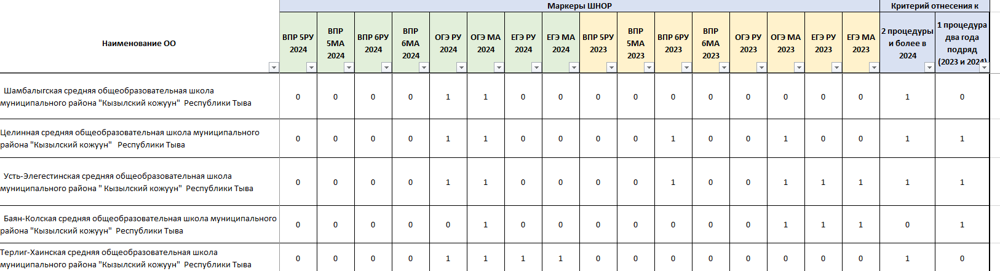 Маркеры ШНОР Критерий отнесения к
Наименование ОО ВПР 5РУ 2024 ВПР 5МА 2024 ВПР 6РУ 2024 ВПР 6МА 2024 ОГЭ РУ 2024 ОГЭ МА 2024 ЕГЭ РУ 2024 ЕГЭ МА 2024 ВПР 5РУ 2023 ВПР 5МА 2023 ВПР 6РУ 2023 ВПР 6МА 2023 ОГЭ РУ 2023 ОГЭ МА 2023 ЕГЭ РУ 2023 ЕГЭ МА 2023 2 процедуры и более в 2024 1 процедура два года подряд (2023 и 2024)
Шамбалыгская средняя общеобразовательная школа
муниципального района "Кызылский кожуун" Республики Тыва
0 0 0 0 1 1 0 0 0 0 0 0 0 0 0 0 1 0
Целинная средняя общеобразовательная школа муниципального
района "Кызылский кожуун" Республики Тыва
0 0 0 0 1 1 0 0 0 0 1 0 0 1 0 0 1 1
Усть-Элегестинская средняя общеобразовательная школа
муниципального района " Кызылский кожуун" Республики Тыва
0 0 0 0 1 1 0 0 0 0 1 0 0 1 1 1 1 1
Баян-Колская средняя общеобразовательная школа муниципального
района "Кызылский кожуун" Республики Тыва
0 0 0 0 0 1 0 0 0 0 0 0 0 1 1 1 0 1
Терлиг-Хаинская средняя общеобразовательная школа
муниципального района "Кызылский кожуун" Республики Тыва
0 0 0 0 1 1 1 1 0 0 0 0 0 0 0 0 1 0